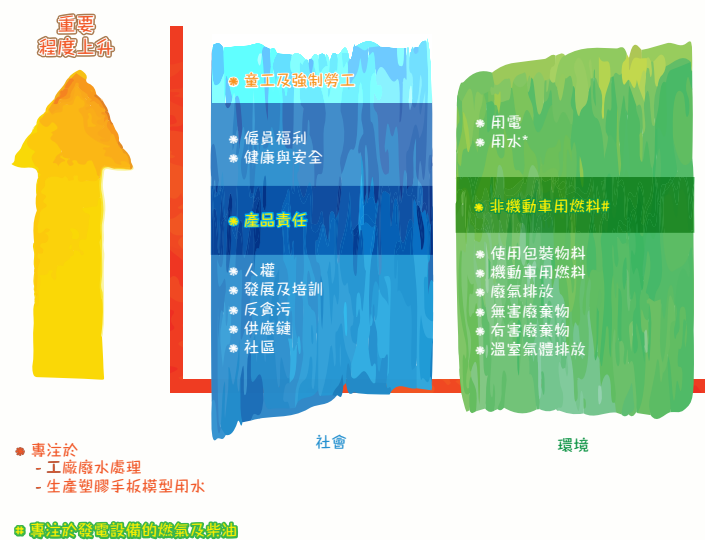 重要
程度上升
童工及強制勞工
僱員福利
健康與安全
產品責任
人權
發展及培訓
反貪污
供應鏈
社區
社會
用電
用水*
非機動車用燃料#
使用包裝物料
機動車用燃料
廢氣排放
無害廢棄物
有害廢棄物
溫室氣體排放
環境
專注於
- 工廠廢水處理
- 生產塑膠手板模型用水
# 專注於發電設備的燃氣及柴油